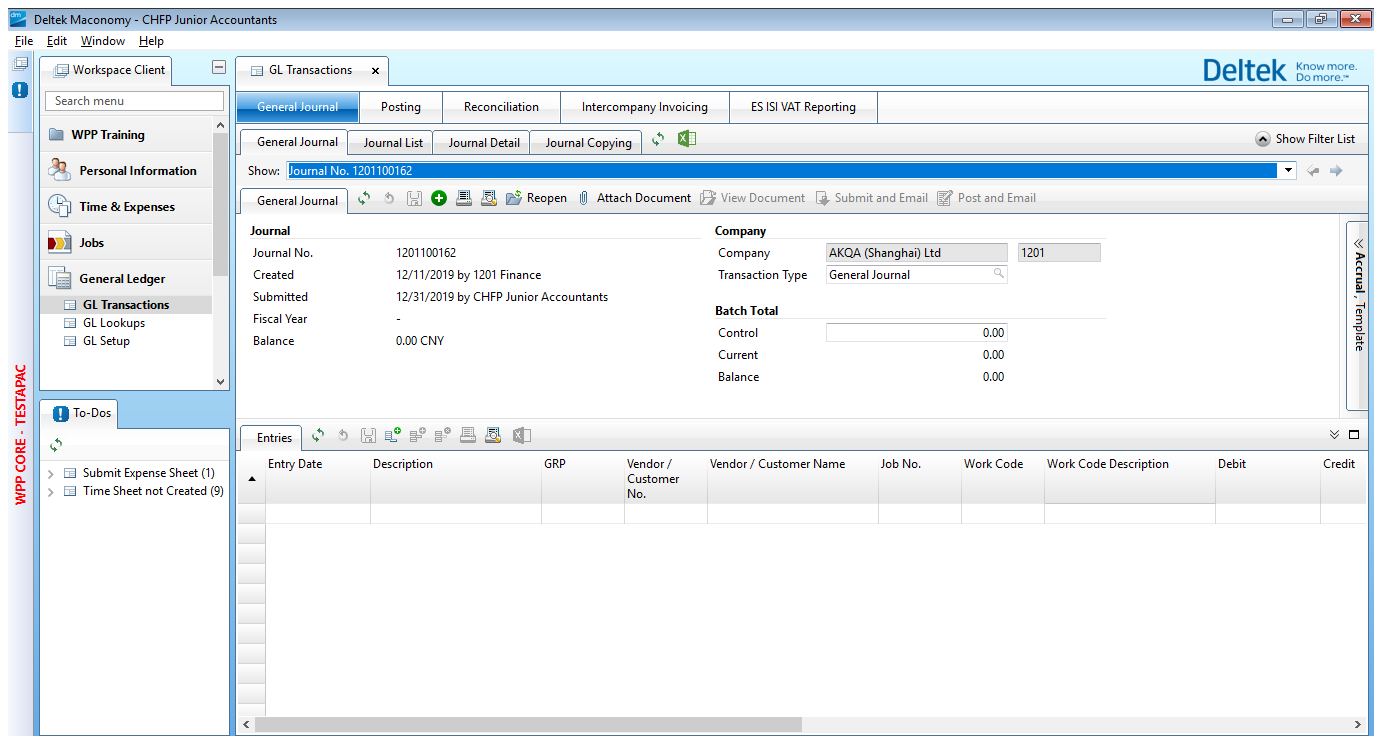 dm
Deltek Maconomy - CHFP Junior Accountants
File Edit Window Help
Workspace Client
GL Transactions
Deltek Know more. Do more.™
Search menu
General Journal Posting Reconciliation Intercompany Invoicing ES ISI VAT Reporting
WPP Training
Personal Information
Time & Expenses
Jobs
General Ledger
GL Transactions
GL Lookups
GL Setup
General Journal Journal List Journal Detail Journal Copying Show Filter List
Show: Journal No. 1201100162
General Journal Reopen Attach Document View Document Submit and Email Post and Email
Journal
Journal No. 1201100162
Created 12/11/2019 by 1201 Finance
Submitted 12/31/2019 by CHFP Junior Accountants
Fiscal Year -
Balance 0.00 CNY
Company
Company AKQA (Shanghai) Ltd 1201
Transaction Type General Journal
Batch Total
Control 0.00
Current 0.00
Balance 0.00
Accrual , Template
WPP CORE - TESTAPAC
To-Dos
Submit Expense Sheet (1)
Time Sheet not Created (9)
Entries
Entry Date Description GRP Vendor / Customer No. Vendor / Customer Name Job No. Work Code Work Code Description Debit Credit